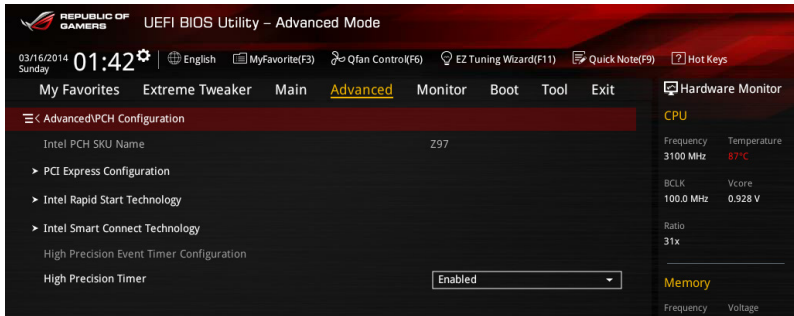 REPUBLIC OF
GAMERS
UEFI BIOS Utility – Advanced Mode
03/16/2014
Sunday
01:42
English
MyFavorite(F3)
Qfan Control(F6)
EZ Tuning Wizard(F11)
Quick Note(F9)
? Hot Keys
My Favorites Extreme Tweaker Main Advanced Monitor Boot Tool Exit
Hardware Monitor
< Advanced\PCH Configuration
Intel PCH SKU Name Z97
> PCI Express Configuration
> Intel Rapid Start Technology
> Intel Smart Connect Technology
High Precision Event Timer Configuration
High Precision Timer Enabled
CPU
Frequency Temperature
3100 MHz 87°C
BCLK Vcore
100.0 MHz 0.928 V
Ratio
31x
Memory
Frequency Voltage